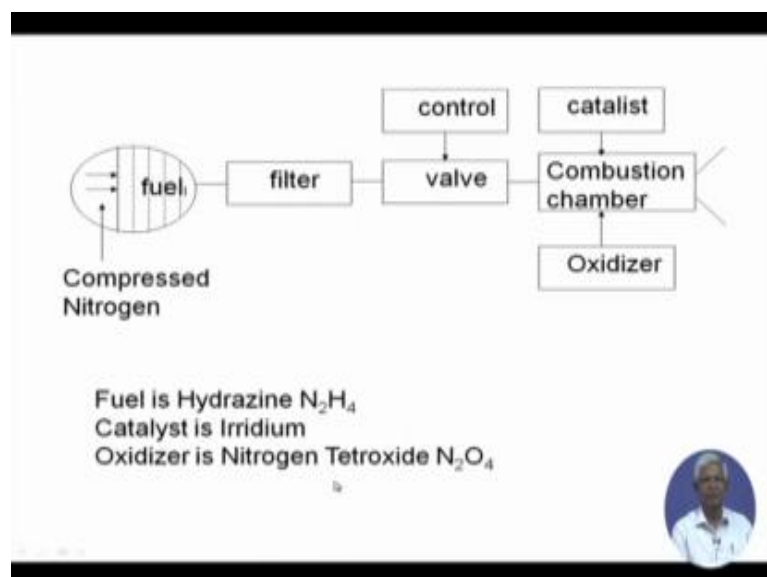 control
catalist
fuel
filter
valve
Combustion
chamber
Compressed
Nitrogen
Oxidizer
Fuel is Hydrazine N₂H₄
Catalyst is Irridium
Oxidizer is Nitrogen Tetroxide N₂O₄